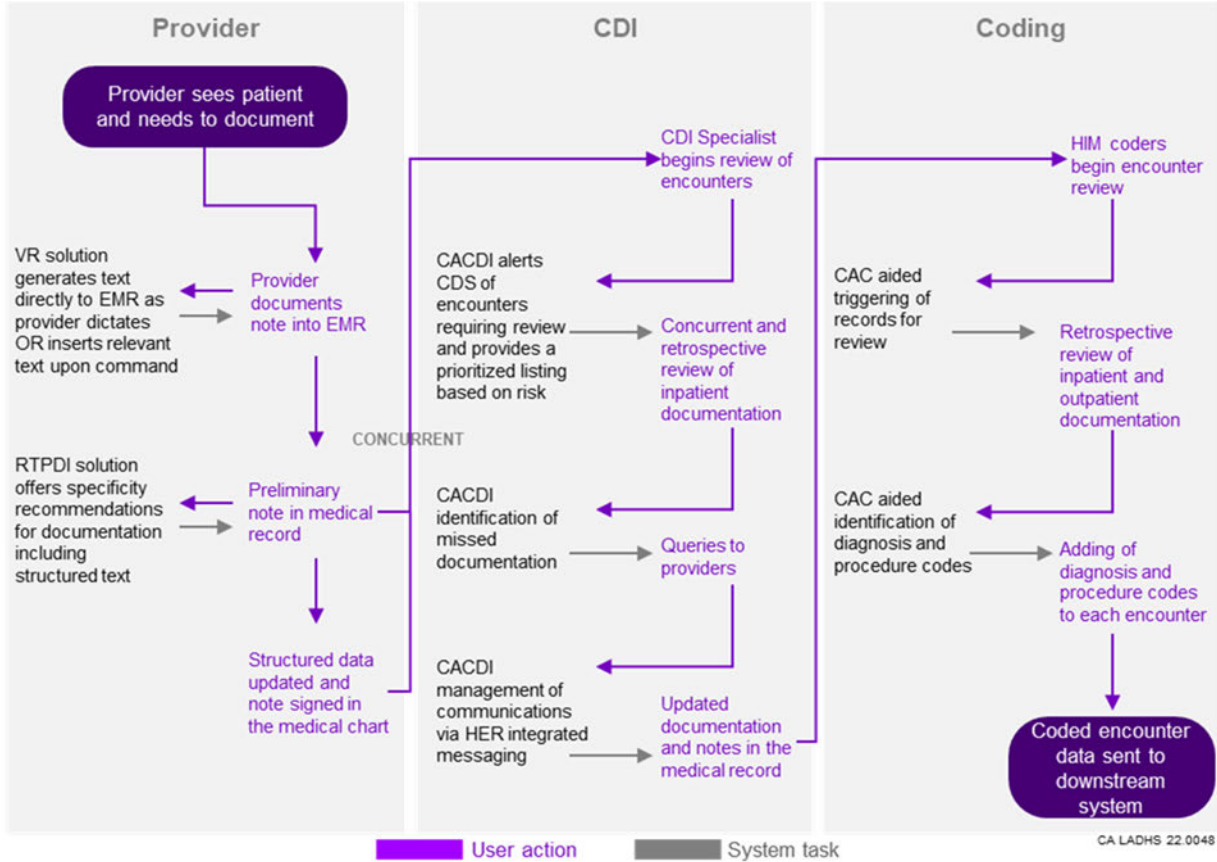 Provider
Provider sees patient
and needs to document
VR solution
generates text
directly to EMR as
provider dictates
OR inserts relevant
text upon command
Provider
documents
note into EMR
CONCURRENT
RTPDI solution
offers specificity
recommendations
for documentation
including
structured text
Preliminary
note in medical
record
Structured data
updated and
note signed in
the medical chart
CDI
CDI Specialist
begins review of
encounters
CACDI alerts
CDS of
encounters
requiring review
and provides a
prioritized listing
based on risk
Concurrent and
retrospective
review of
inpatient
documentation
CACDI
identification of
missed
documentation
Queries to
providers
CACDI
management of
communications
via HER integrated
messaging
Updated
documentation
and notes in the
medical record
Coding
HIM coders
begin encounter
review
CAC aided
triggering of
records for
review
Retrospective
review of
inpatient and
outpatient
documentation
CAC aided
identification of
diagnosis and
procedure codes
Adding of
diagnosis and
procedure codes
to each encounter
Coded encounter
data sent to
downstream
system
User action
System task
CA LADHS 22.0048